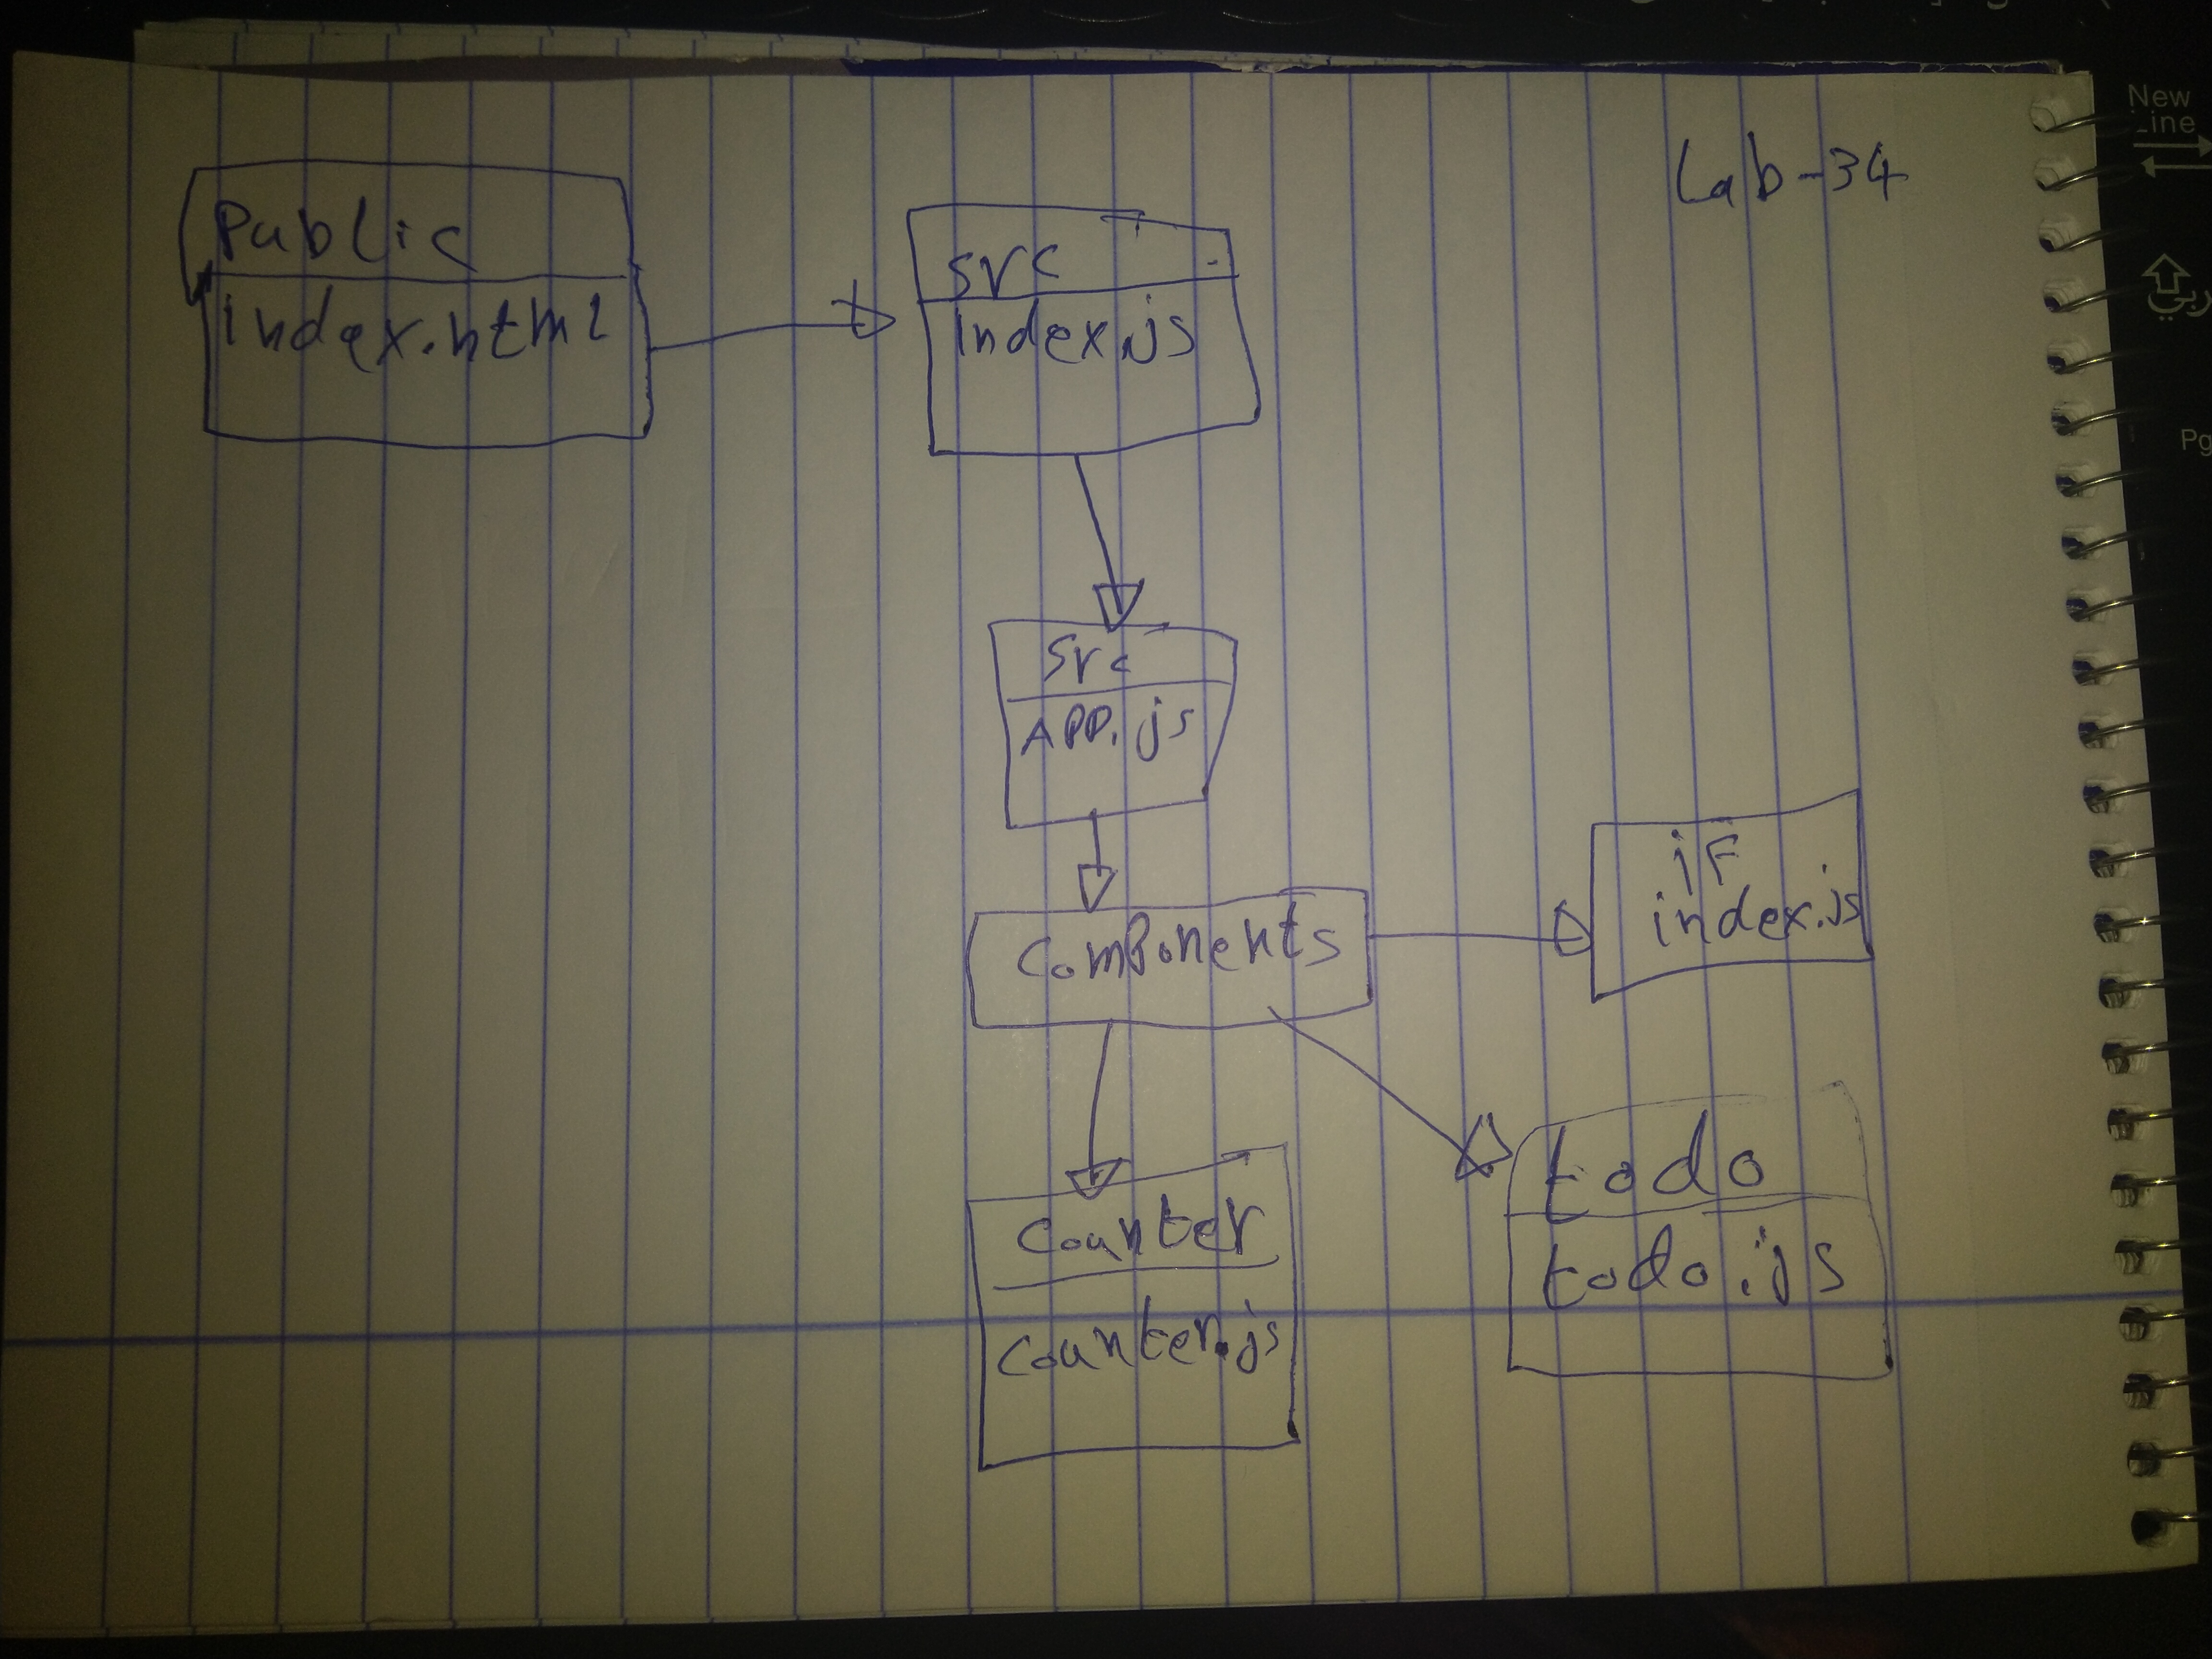 Lab-34
Public
index.html
src
index.js
src
APP.js
components
iF
index.js
todo
todo.js
counter
counter.js
New
Line
Pg